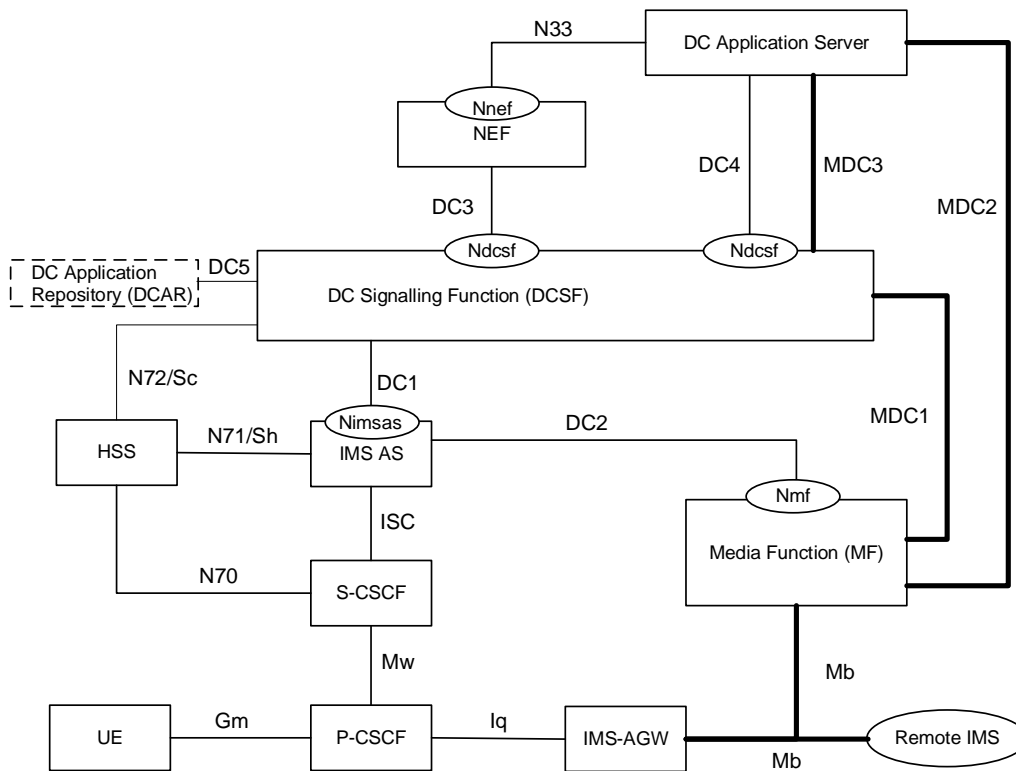 N33
DC Application Server
Nnef
NEF
DC3
DC4
MDC3
MDC2
Ndcsf
Ndcsf
DC Application
Repository (DCAR)
DC5
DC Signalling Function (DCSF)
N72/Sc
DC1
MDC1
Nimsas
IMS AS
HSS
N71/Sh
DC2
Nmf
Media Function (MF)
ISC
N70
S-CSCF
Mw
Mb
UE
Gm
P-CSCF
Iq
IMS-AGW
Mb
Remote IMS